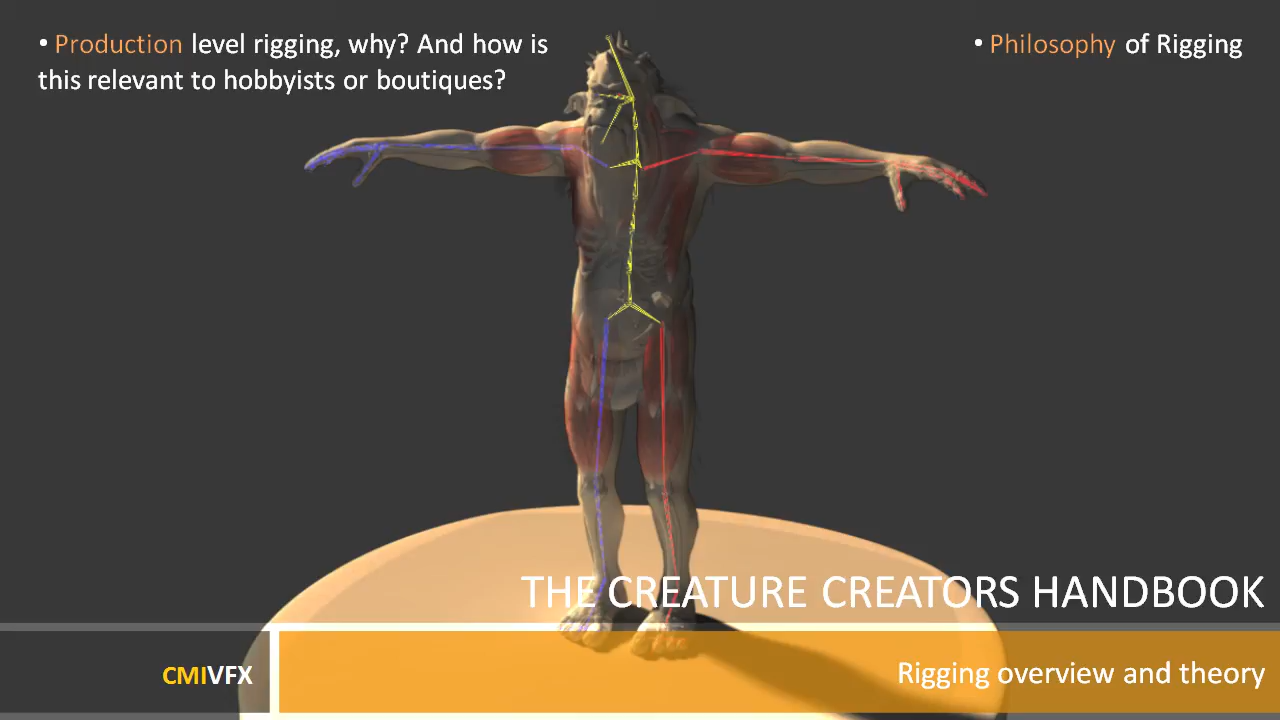 • Production level rigging, why? And how is
this relevant to hobbyists or boutiques?
• Philosophy of Rigging
THE CREATURE CREATORS HANDBOOK
CMIVFX
Rigging overview and theory